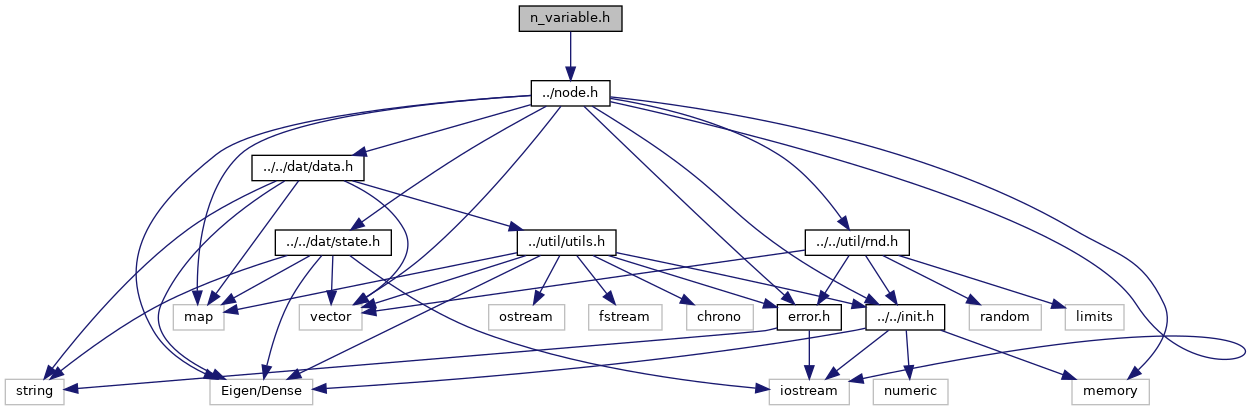 n_variable.h
../node.h
../../dat/data.h
../../dat/state.h
../util/utils.h
../../util/rnd.h
map
vector
ostream
fstream
chrono
error.h
../../init.h
random
limits
string
Eigen/Dense
iostream
numeric
memory